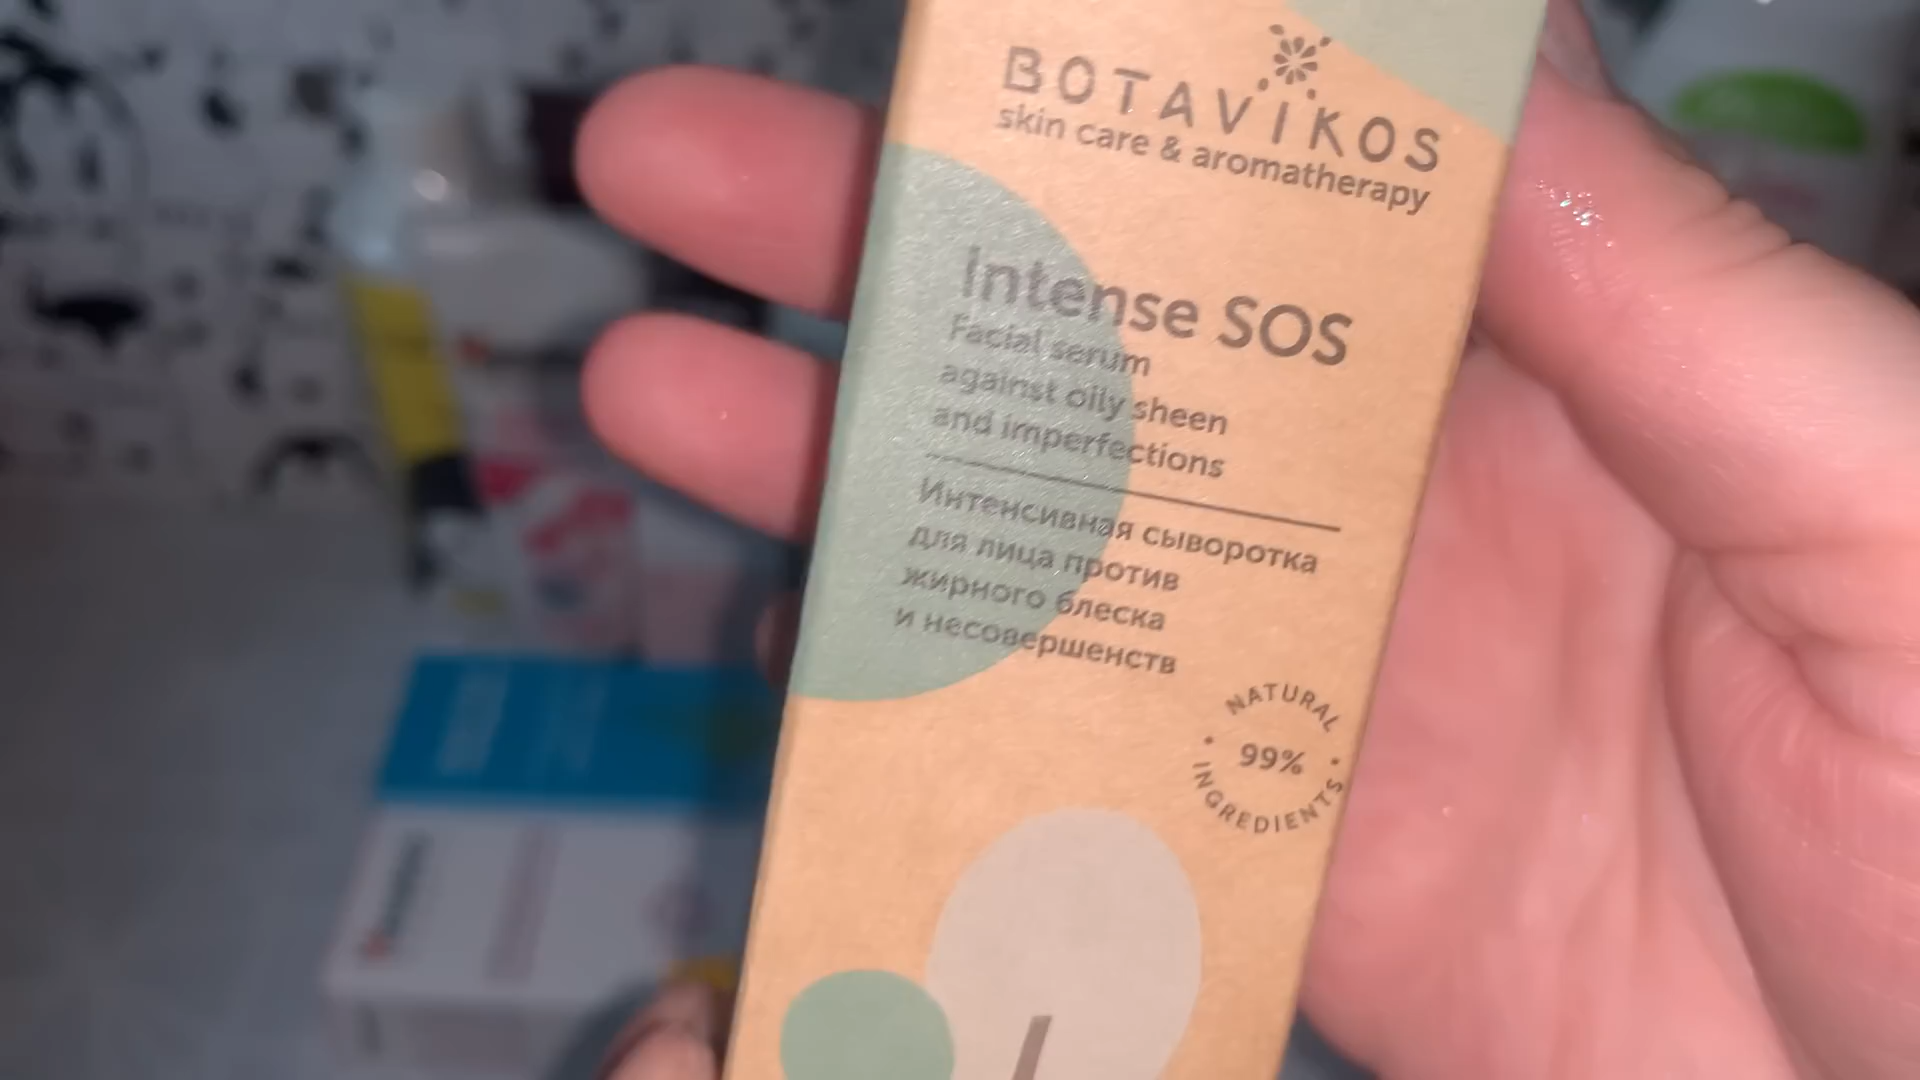 BOTAVIKOS
skin care & aromatherapy
Intense SOS
Facial serum
against oily sheen
and imperfections
Интенсивная сыворотка
для лица против
жирного блеска
и несовершенств
NATURAL
99%
INGREDIENTS